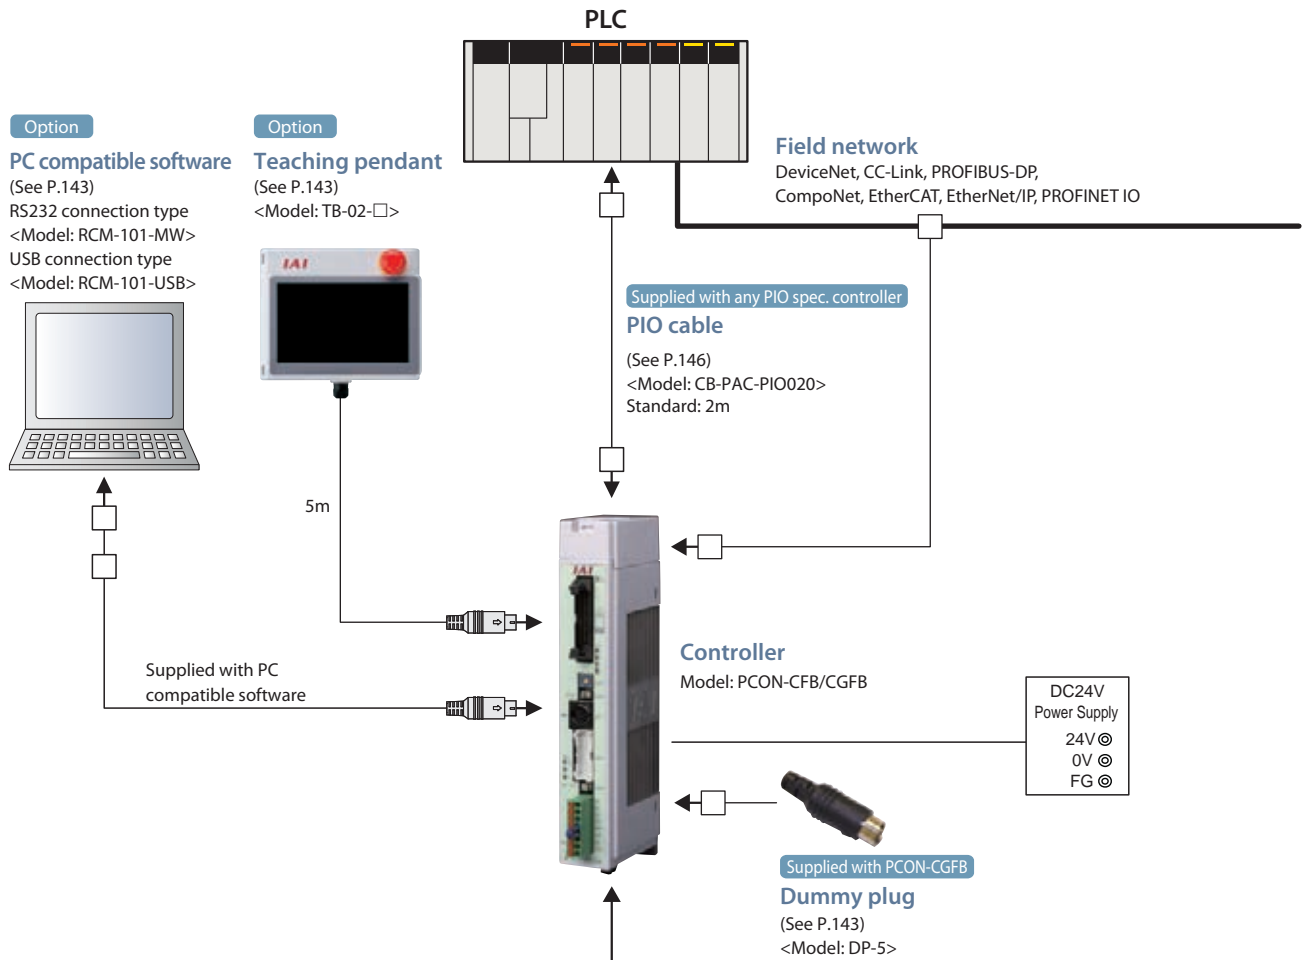 PLC
Option
PC compatible software
(See P.143)
RS232 connection type
<Model: RCM-101-MW>
USB connection type
<Model: RCM-101-USB>
Option
Teaching pendant
(See P.143)
<Model: TB-02-□>
IAI
Field network
DeviceNet, CC-Link, PROFIBUS-DP,
CompoNet, EtherCAT, EtherNet/IP, PROFINET IO
Supplied with any PIO spec. controller
PIO cable
(See P.146)
<Model: CB-PAC-PIO020>
Standard: 2m
5m
Supplied with PC
compatible software
IAI
Controller
Model: PCON-CFB/CGFB
DC24V
Power Supply
24V
0V
FG
Supplied with PCON-CGFB
Dummy plug
(See P.143)
<Model: DP-5>